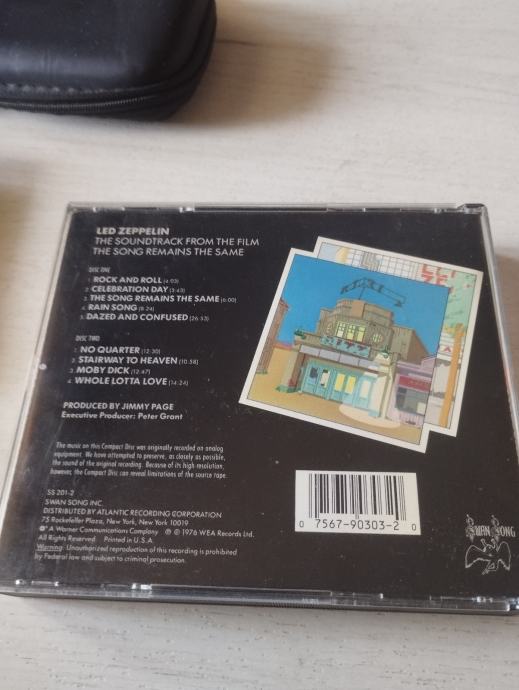 LED ZEPPELIN
THE SOUNDTRACK FROM THE FILM
THE SONG REMAINS THE SAME
DISC ONE
1. ROCK AND ROLL (4:03)
2. CELEBRATION DAY (3:49)
3. THE SONG REMAINS THE SAME (6:00)
4. RAIN SONG (8:24)
5. DAZED AND CONFUSED (26:53)
DISC TWO
1. NO QUARTER (12:30)
2. STAIRWAY TO HEAVEN (10:58)
3. MOBY DICK (12:47)
4. WHOLE LOTTA LOVE (14:24)
PRODUCED BY JIMMY PAGE
Executive Producer: Peter Grant
The music on this Compact Disc was originally recorded on analog
equipment. We have attempted to preserve, as closely as possible,
the sound of the original recording. Because of its high resolution,
however, the Compact Disc can reveal limitations of the source tape.
SS 201-2
SWAN SONG INC.
DISTRIBUTED BY ATLANTIC RECORDING CORPORATION
75 Rockefeller Plaza, New York, New York 10019
A Warner Communications Company ℗ © 1976 WEA Records Ltd.
All Rights Reserved Printed in U.S.A.
Warning: Unauthorized reproduction of this recording is prohibited
by Federal law and subject to criminal prosecution.
0 7567-90303-2 0
SWAN SONG